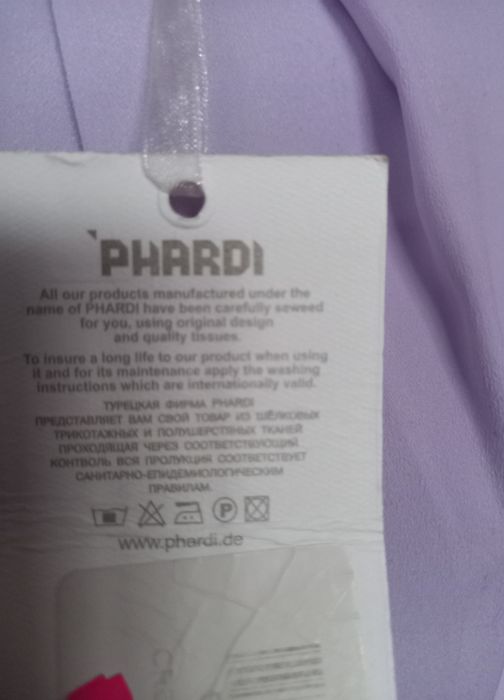 PHARDI
All our products manufactured under the
name of PHARDI have been carefully seweed
for you, using original design
and quality tissues.
To insure a long life to our product when using
it and for its maintenance apply the washing
instructions which are internationally valid.
ТУРЕЦКАЯ ФИРМА PHARDI
ПРЕДСТАВЛЯЕТ ВАМ СВОЙ ТОВАР ИЗ ШЁЛКОВЫХ
ТРИКОТАЖНЫХ И ПОЛУШЕРСТЯНЫХ ТКАНЕЙ
ПРОХОДЯЩАЯ ЧЕРЕЗ СООТВЕТСТВУЮЩИЙ
КОНТВОЛЬ ВСЯ ПРОДУКЦИЯ СООТВЕТСТВУЕТ
САНИТАРНО-ЕПИДЕМИОЛОГИЧЕСКИМ
ПРАВИЛАМ.
P
www.phardi.de